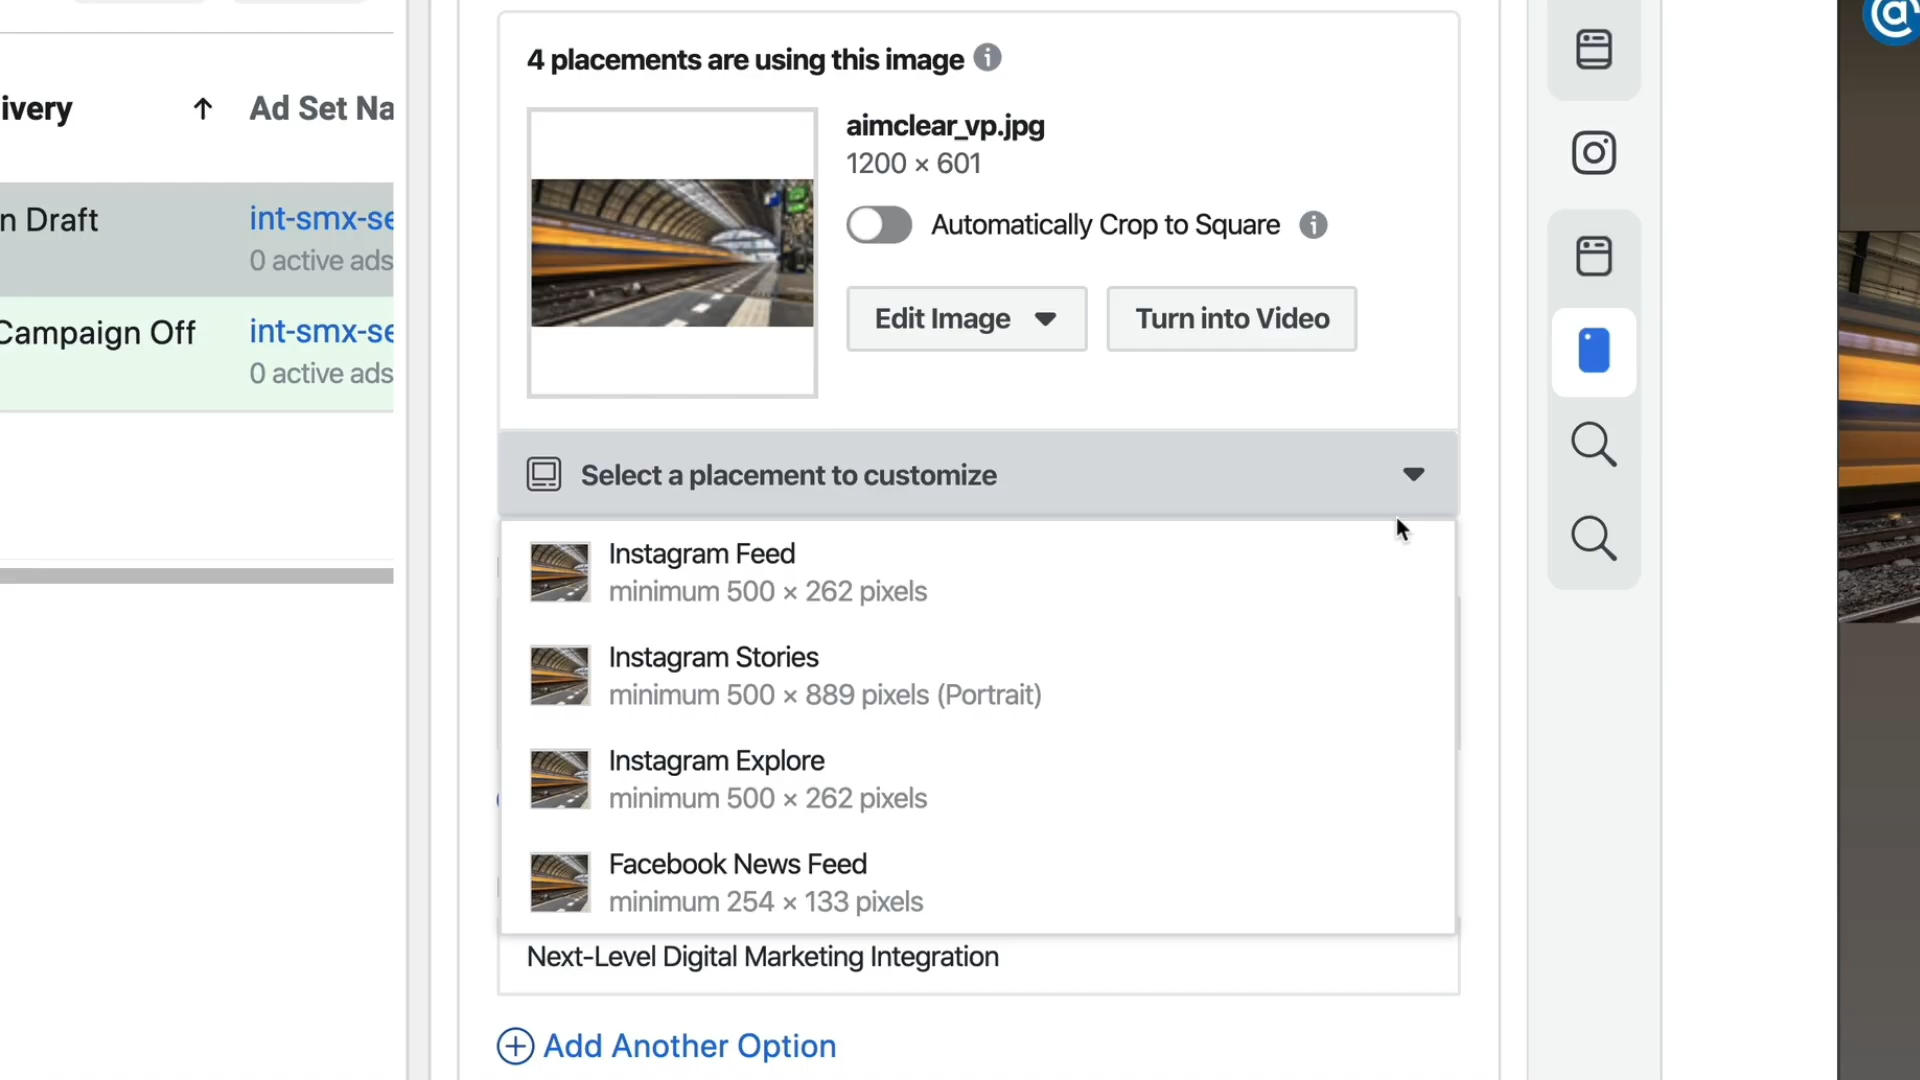 ivery
Ad Set Na
n Draft
int-smx-se
0 active ads
Campaign Off
int-smx-se
0 active ads
4 placements are using this image
aimclear_vp.jpg
1200 × 601
Automatically Crop to Square
Edit Image
Turn into Video
Select a placement to customize
Instagram Feed
minimum 500 × 262 pixels
Instagram Stories
minimum 500 × 889 pixels (Portrait)
Instagram Explore
minimum 500 × 262 pixels
Facebook News Feed
minimum 254 × 133 pixels
Next-Level Digital Marketing Integration
Add Another Option